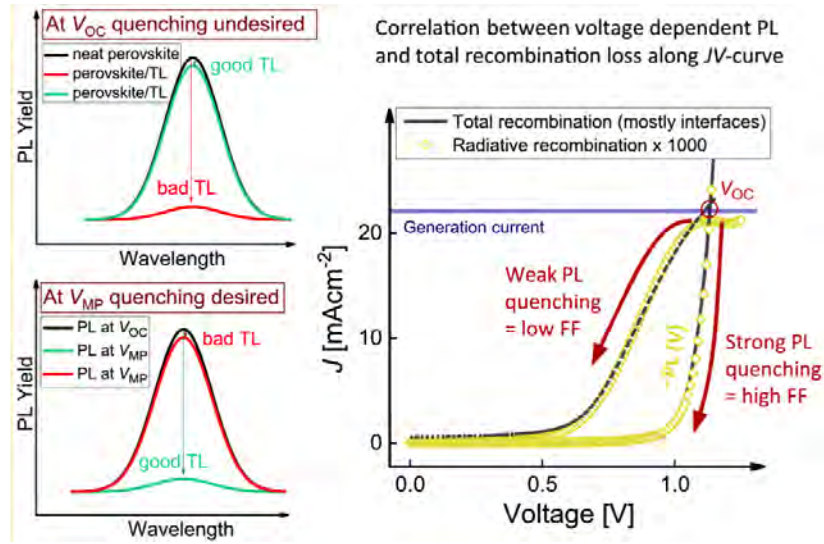 At VOC quenching undesired
neat perovskite
perovskite/TL
perovskite/TL
good TL
bad TL
PL Yield
Wavelength
At VMP quenching desired
PL at VOC
PL at VMP
PL at VMP
bad TL
good TL
PL Yield
Wavelength
Correlation between voltage dependent PL
and total recombination loss along JV-curve
Total recombination (mostly interfaces)
Radiative recombination x 1000
VOC
Generation current
Weak PL
quenching
= low FF
~PL (V)
Strong PL
quenching
= high FF
J [mAcm-2]
20
10
0
0.0
0.5
1.0
Voltage [V]